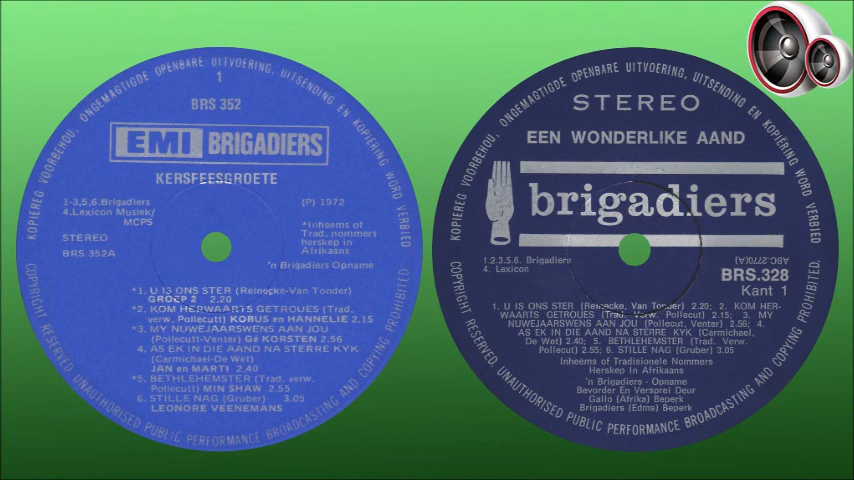 KOPIEREG VOORBEHOU. ONGEMAGTIGDE OPENBARE UITVOERING, UITSENDING EN KOPIËRING WORD VERBIED
1
BRS 352
EMI BRIGADIERS
KERSFEESGROETE
1-3,5,6.Brigadiers
4.Lexicon Musiek/
MCPS
STEREO
BRS 352A
(P) 1972
*Inheems of
Trad. nommers
herskep in
Afrikaans
'n Brigadiers Opname
*1. U IS ONS STER (Reinecke-Van Tonder)
GROEP 2 2.20
*2. KOM HERWAARTS GETROUES (Trad.
verw. Pollecutt) KOBUS en HANNELIE 2.15
*3. MY NUWEJAARSWENS AAN JOU
(Pollecutt-Venter) Gé KORSTEN 2.56
4. AS EK IN DIE AAND NA STERRE KYK
(Carmichael-De Wet)
JAN en MARTI 2.40
*5. BETHLEHEMSTER (Trad. verw.
Pollecutt) MIN SHAW 2.55
6. STILLE NAG (Gruber) 3.05
LEONORE VEENEMANS
COPYRIGHT RESERVED UNAUTHORISED PUBLIC PERFORMANCE BROADCASTING AND COPYING PROHIBITED
KOPIEREG VOORBEHOU. ONGEMAGTIGDE OPENBARE UITVOERING, UITSENDING EN KOPIËRING WORD VERBIED
STEREO
EEN WONDERLIKE AAND
brigadiers
1.2.3.5.6. Brigadiers
4. Lexicon
(ABC.2770)A
BRS.328
Kant 1
1. U IS ONS STER (Reinecke, Van Tonder) 2.20; 2. KOM HER-
WAARTS GETROUES (Trad. Verw. Pollecut) 2.15; 3. MY
NUWEJAARSWENS AAN JOU (Pollecut, Venter) 2.56; 4.
AS EK IN DIE AAND NA STERRE KYK (Carmichael,
De Wet) 2.40; 5. BETHLEHEMSTER (Trad. Verw.
Pollecut) 2.55; 6. STILLE NAG (Gruber) 3.05
Inheems of Tradisionele Nommers
Herskep in Afrikaans
'n Brigadiers - Opname
Bevorder En Versprei Deur
Gallo (Afrika) Beperk
Brigadiers (Edms) Beperk
COPYRIGHT RESERVED UNAUTHORISED PUBLIC PERFORMANCE BROADCASTING AND COPYING PROHIBITED